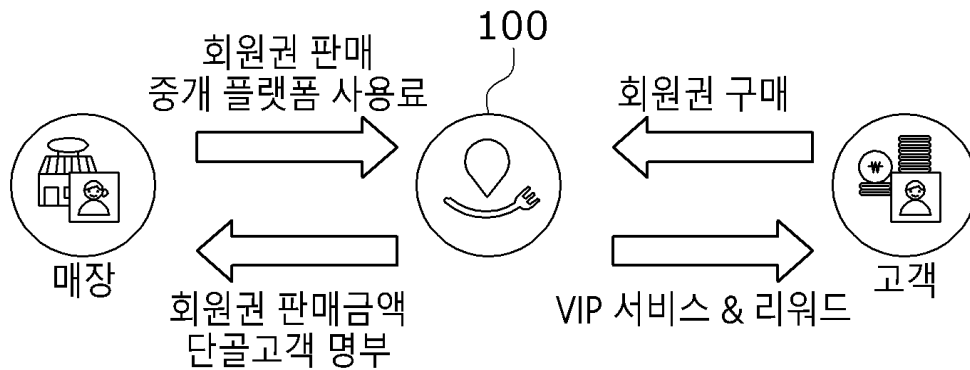 100
회원권 판매
중개 플랫폼 사용료
회원권 구매
₩
매장
고객
회원권 판매금액
단골고객 명부
VIP 서비스 & 리워드